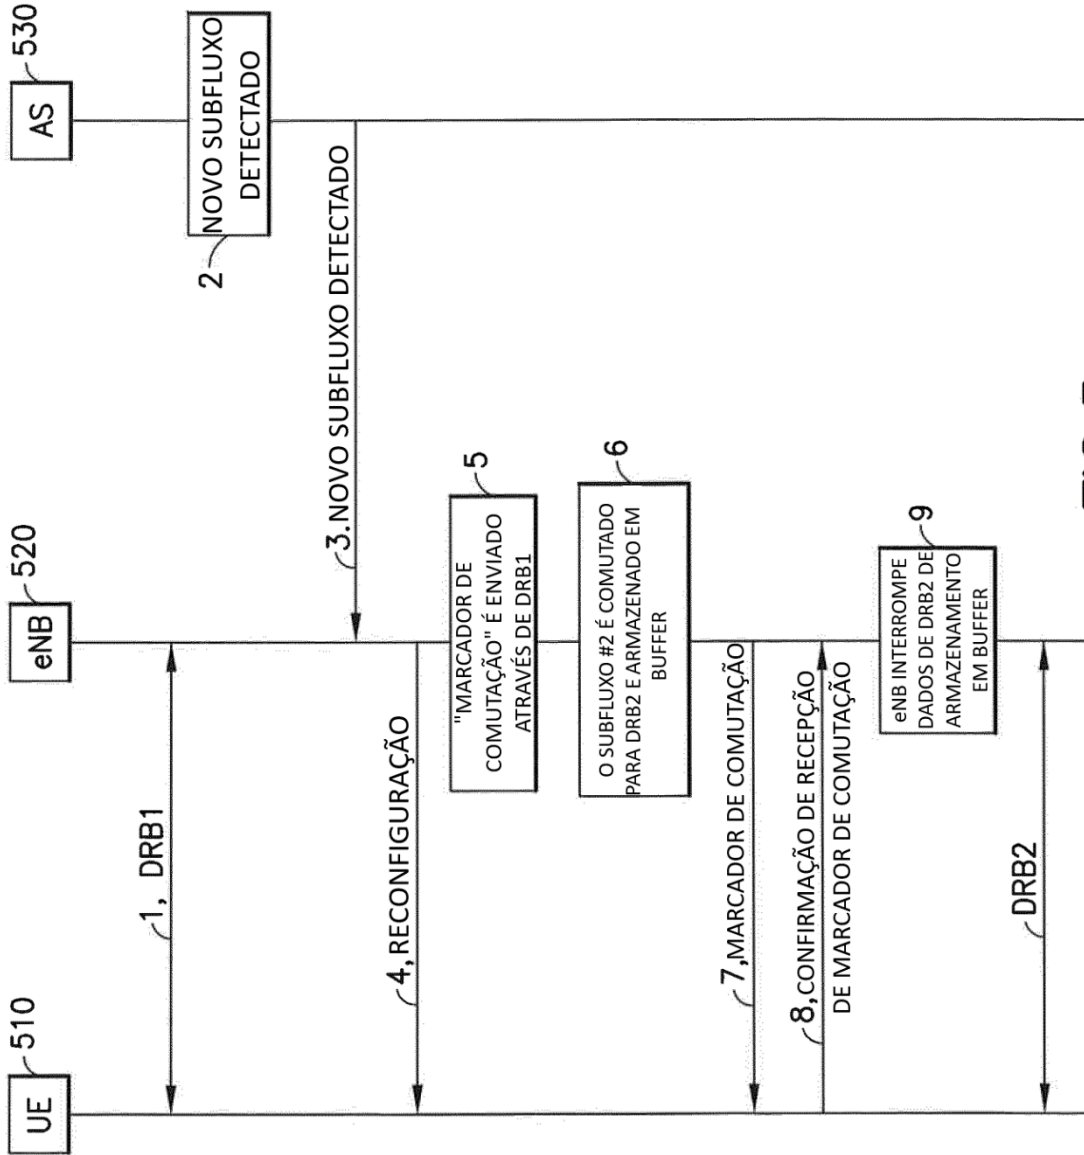 UE
510
eNB
520
AS
530
1, DRB1
NOVO SUBFLUXO
DETECTADO
2
3. NOVO SUBFLUXO DETECTADO
4, RECONFIGURAÇÃO
"MARCADOR DE
COMUTAÇÃO" É ENVIADO
ATRAVÉS DE DRB1
5
O SUBFLUXO #2 É COMUTADO
PARA DRB2 E ARMAZENADO EM
BUFFER
6
7, MARCADOR DE COMUTAÇÃO
8, CONFIRMAÇÃO DE RECEPÇÃO
DE MARCADOR DE COMUTAÇÃO
eNB INTERROMPE
DADOS DE DRB2 DE
ARMAZENAMENTO
EM BUFFER
9
DRB2